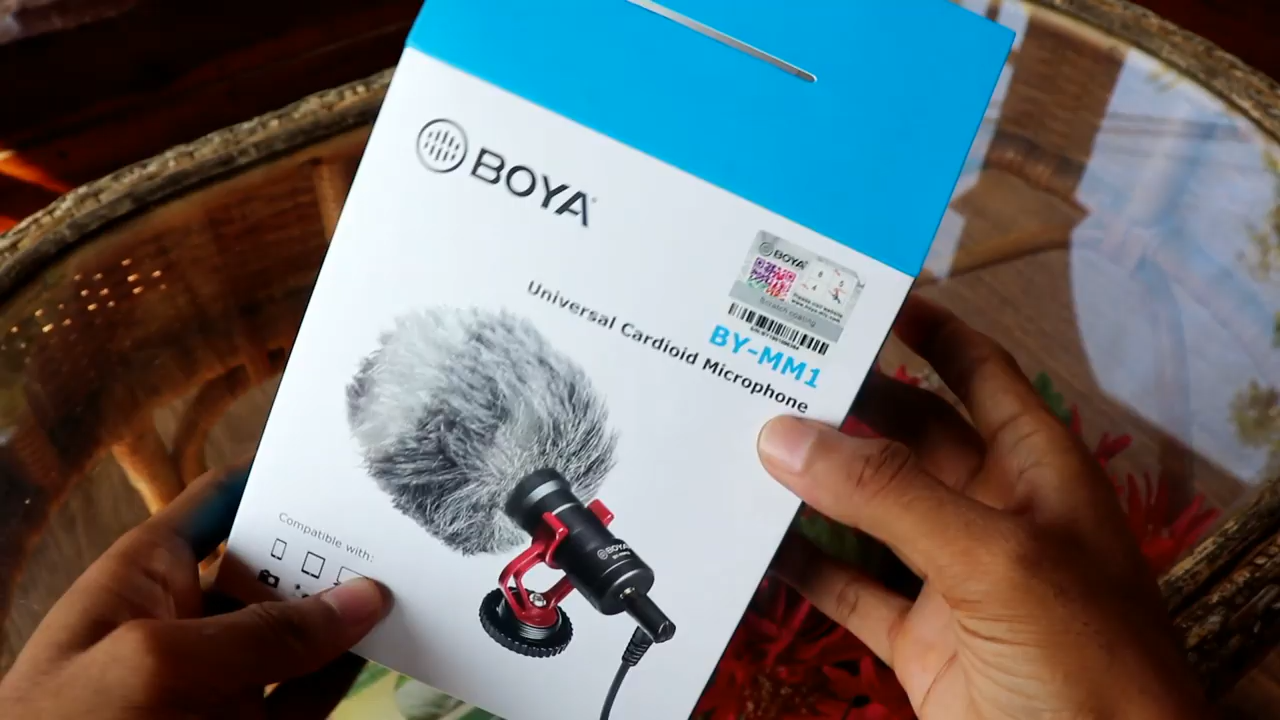 BOYA
BOYA
Scratch coating
BY-MM1
Universal Cardioid Microphone
BOYA
Compatible with: